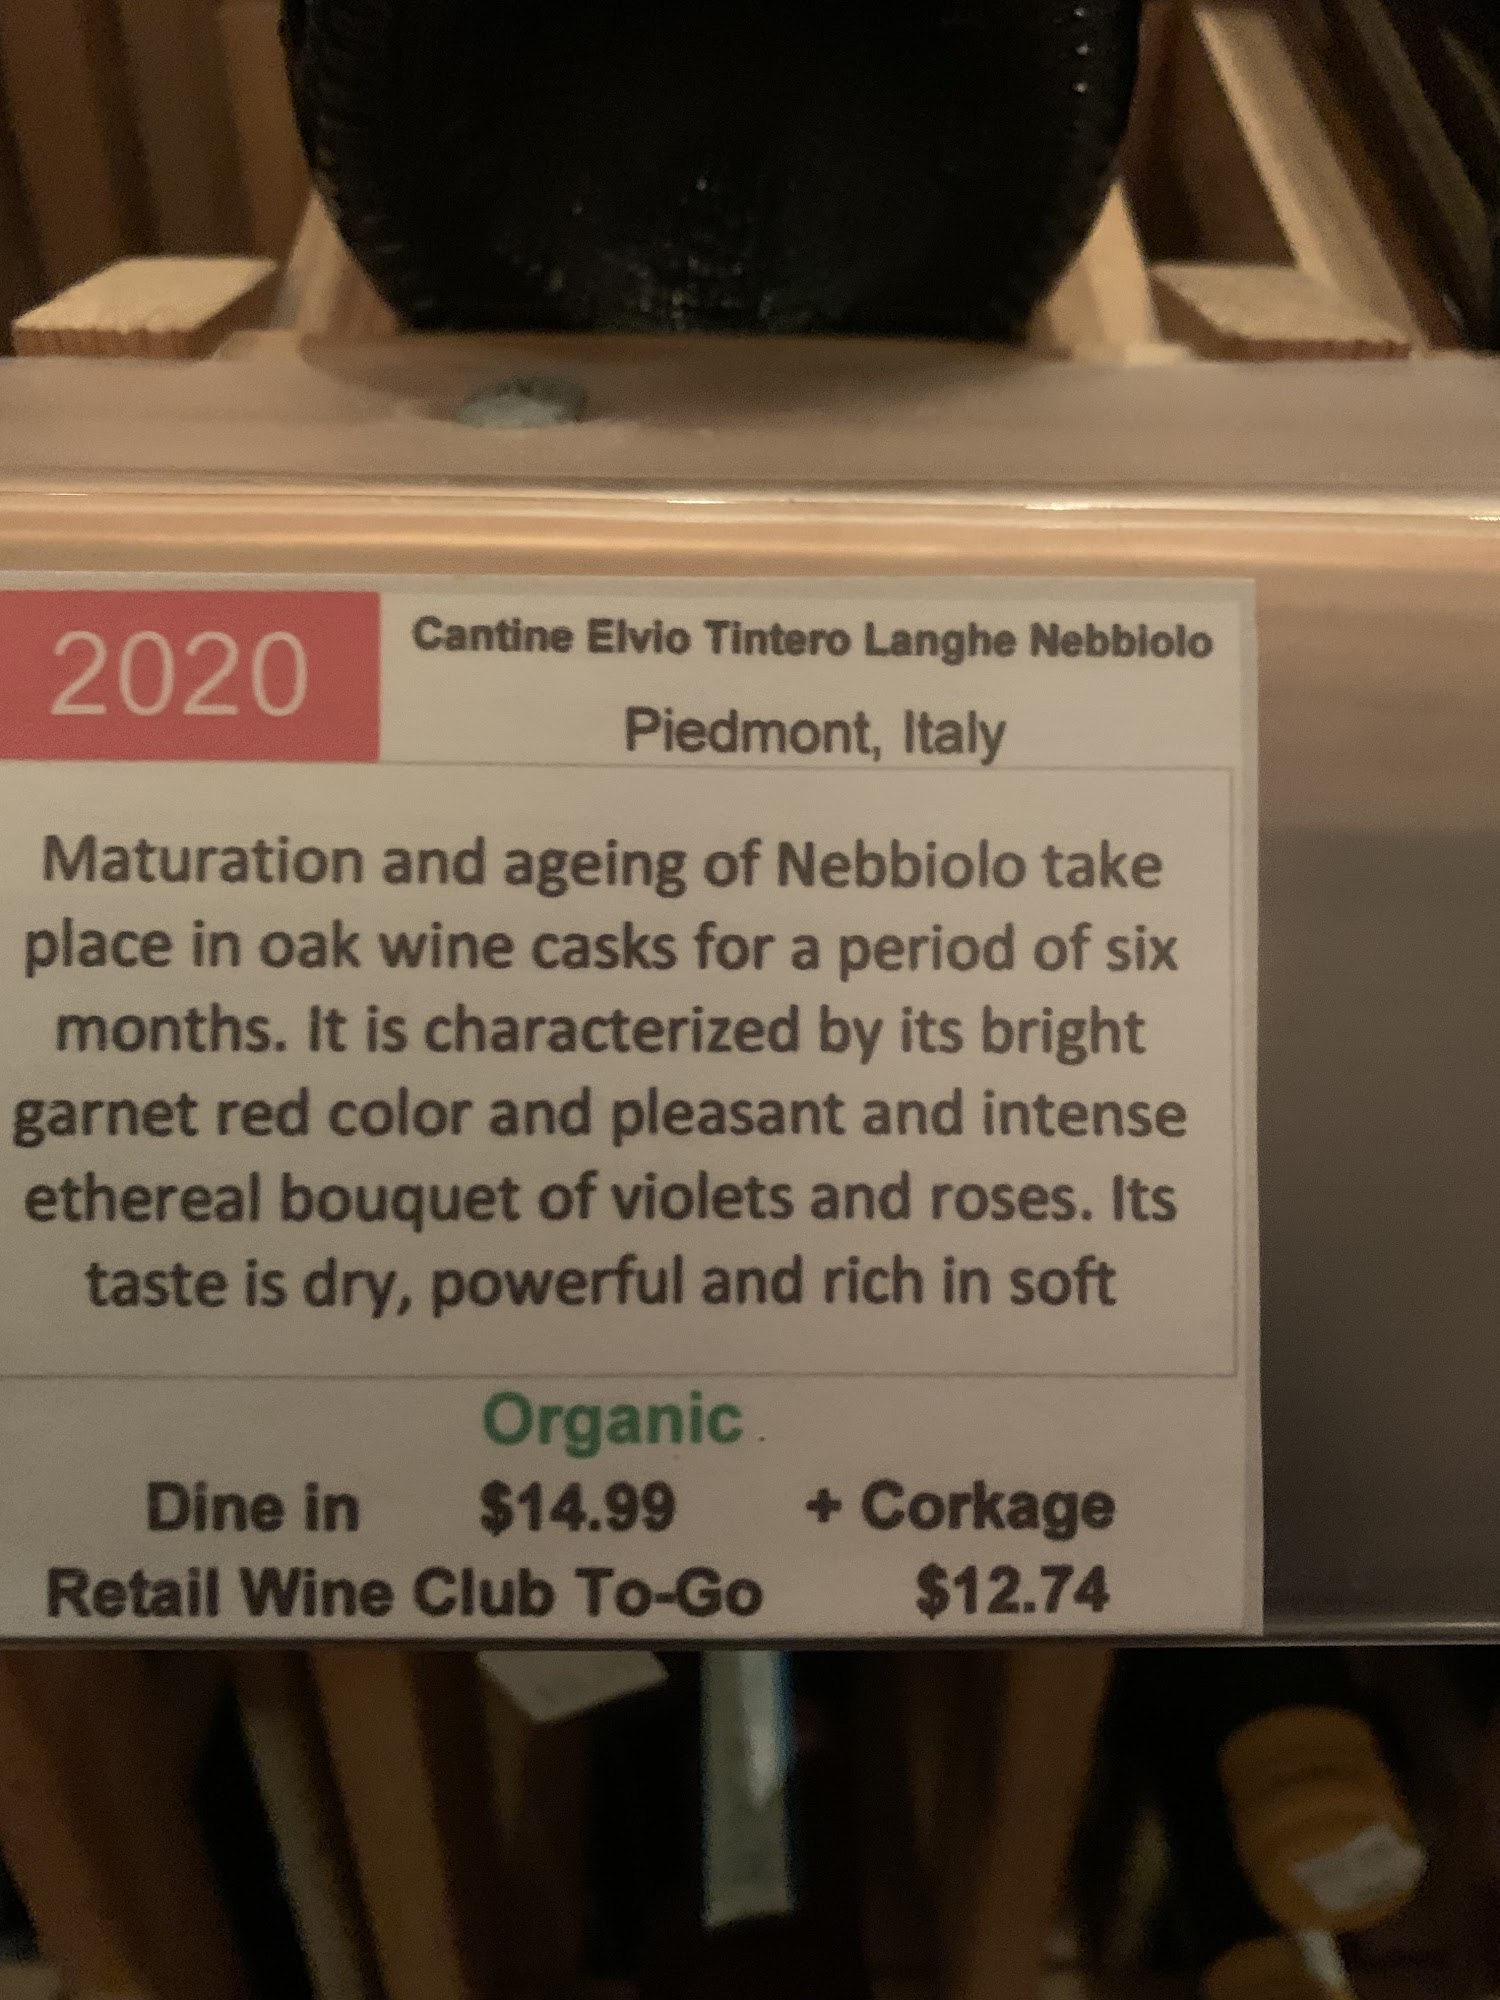 2020
Cantine Elvio Tintero Langhe Nebbiolo
Piedmont, Italy
Maturation and ageing of Nebbiolo take
place in oak wine casks for a period of six
months. It is characterized by its bright
garnet red color and pleasant and intense
ethereal bouquet of violets and roses. Its
taste is dry, powerful and rich in soft
Organic
Dine in $14.99 + Corkage
Retail Wine Club To-Go $12.74